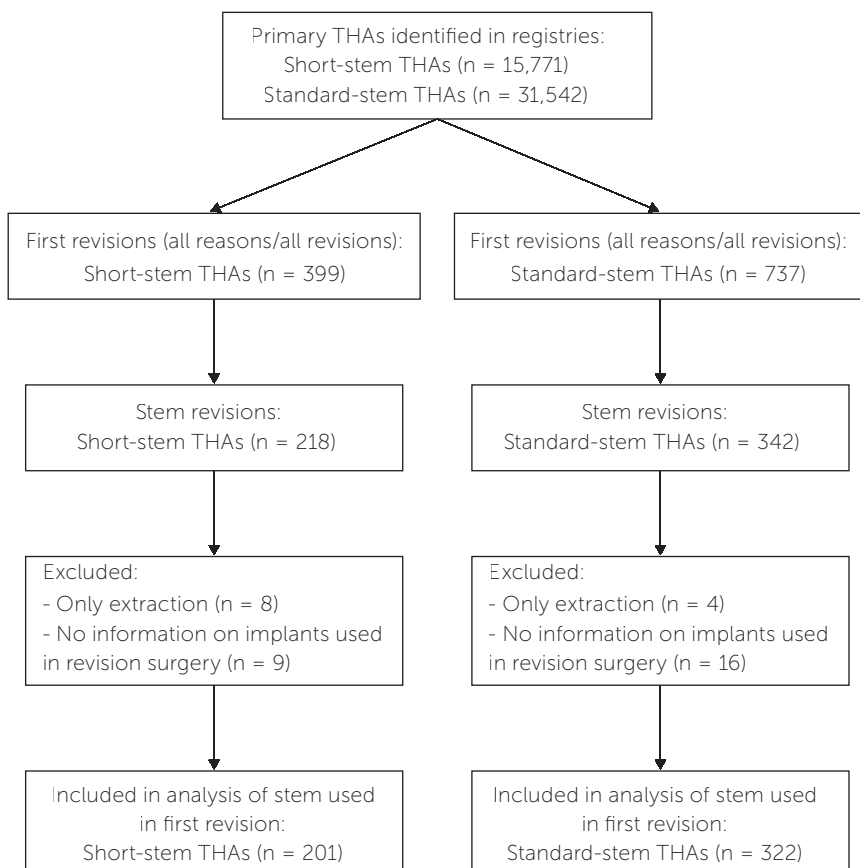 Primary THAs identified in registries:
Short-stem THAs (n = 15,771)
Standard-stem THAs (n = 31,542)
First revisions (all reasons/all revisions):
Short-stem THAs (n = 399)
First revisions (all reasons/all revisions):
Standard-stem THAs (n = 737)
Stem revisions:
Short-stem THAs (n = 218)
Stem revisions:
Standard-stem THAs (n = 342)
Excluded:
- Only extraction (n = 8)
- No information on implants used
in revision surgery (n = 9)
Excluded:
- Only extraction (n = 4)
- No information on implants used
in revision surgery (n = 16)
Included in analysis of stem used
in first revision:
Short-stem THAs (n = 201)
Included in analysis of stem used
in first revision:
Standard-stem THAs (n = 322)